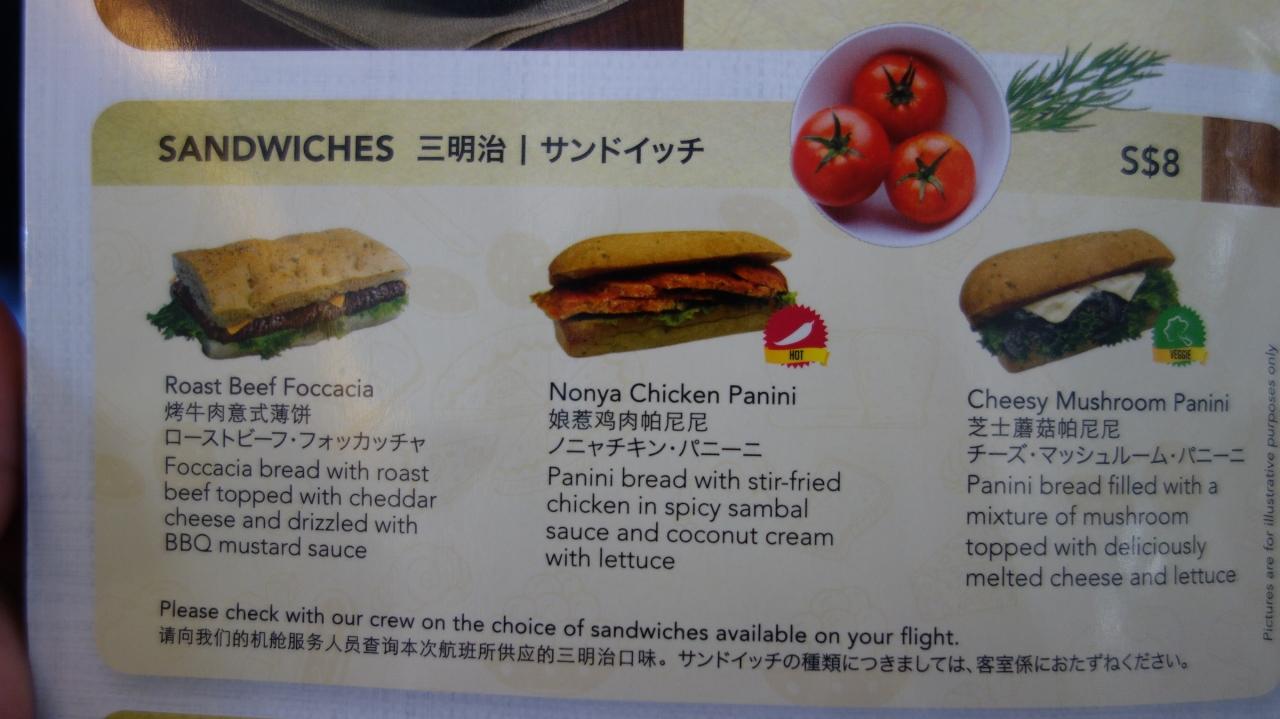 SANDWICHES 三明治 | サンドイッチ
S$8
HOT
VEGGIE
Roast Beef Foccacia
烤牛肉意式薄饼
ローストビーフ・フォッカッチャ
Foccacia bread with roast
beef topped with cheddar
cheese and drizzled with
BBQ mustard sauce
Nonya Chicken Panini
娘惹鸡肉帕尼尼
ノニャチキン・パニーニ
Panini bread with stir-fried
chicken in spicy sambal
sauce and coconut cream
with lettuce
Cheesy Mushroom Panini
芝士蘑菇帕尼尼
チーズ・マッシュルーム・パニーニ
Panini bread filled with a
mixture of mushroom
topped with deliciously
melted cheese and lettuce
Please check with our crew on the choice of sandwiches available on your flight.
请向我们的机舱服务人员查询本次航班所供应的三明治口味。 サンドイッチの種類につきましては、客室係におたずねください。
Pictures are for illustrative purposes only